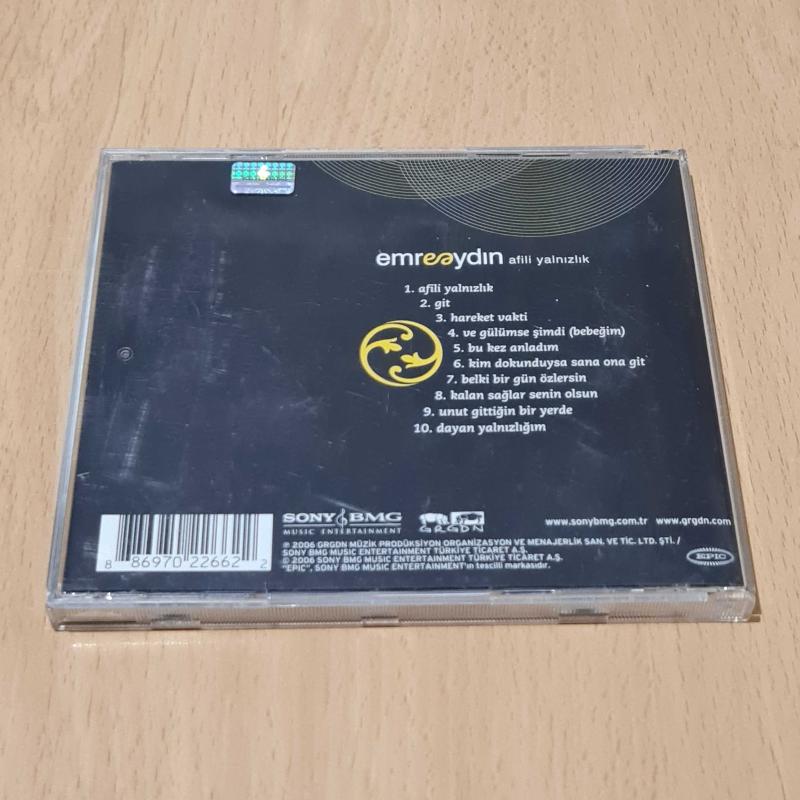 emreaydın afili yalnızlık
1. afili yalnızlık
2. git
3. hareket vakti
4. ve gülümse şimdi (bebeğim)
5. bu kez anladım
6. kim dokunduysa sana ona git
7. belki bir gün özlersin
8. kalan sağlar senin olsun
9. unut gittiğin bir yerde
10. dayan yalnızlığım
8 86970 22662 2
SONY BMG
MUSIC ENTERTAINMENT
GRGDN
www.sonybmg.com.tr www.grgdn.com
℗ 2006 GRGDN MÜZİK PRODÜKSİYON ORGANİZASYON VE MENAJERLİK SAN. VE TİC. LTD. ŞTİ. /
SONY BMG MUSIC ENTERTAINMENT TÜRKİYE TİCARET A.Ş.
© 2006 SONY BMG MUSIC ENTERTAINMENT TÜRKİYE TİCARET A.Ş.
"EPIC", SONY BMG MUSIC ENTERTAINMENT'ın tescilli markasıdır.
EPIC